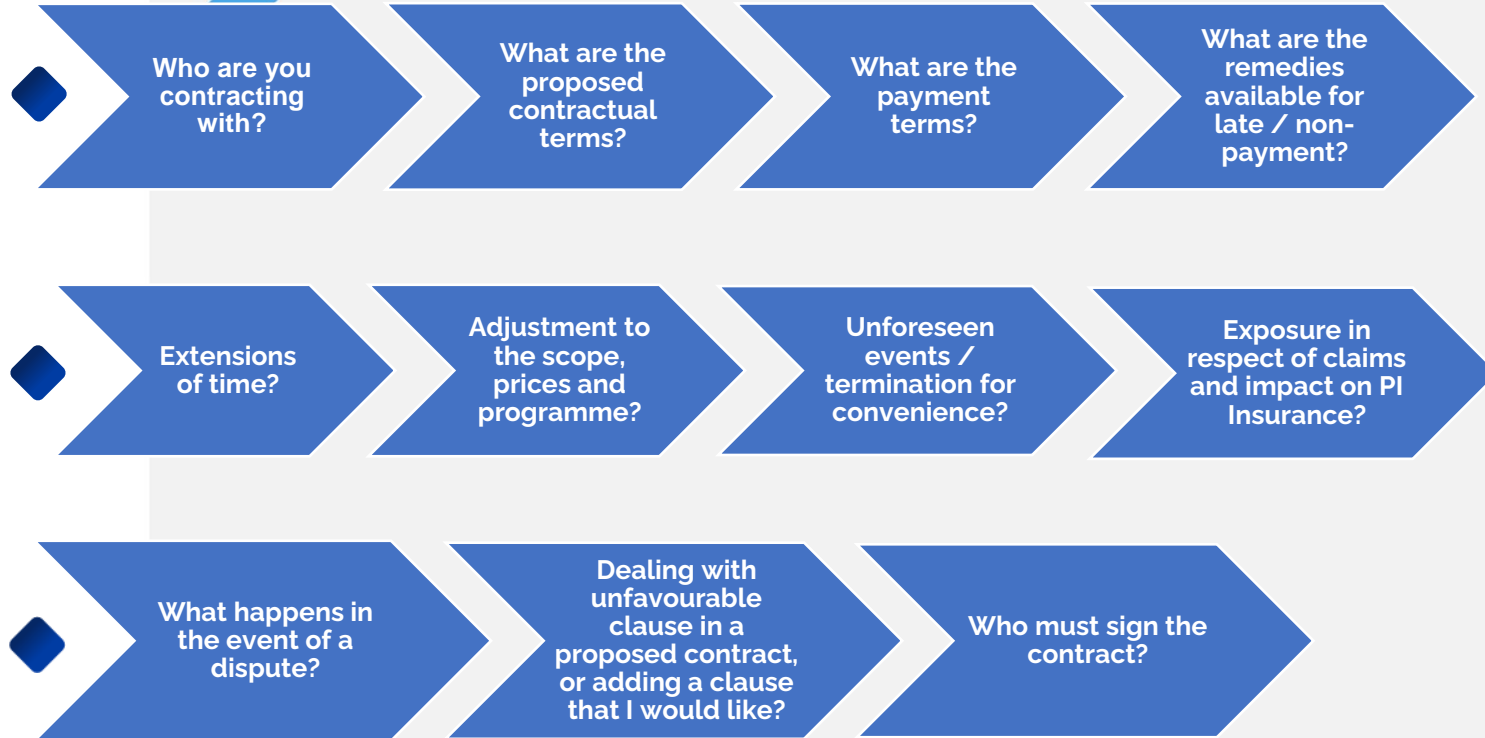 Who are you
contracting
with?
What are the
proposed
contractual
terms?
What are the
payment
terms?
What are the
remedies
available for
late / non-
payment?
Extensions
of time?
Adjustment to
the scope,
prices and
programme?
Unforeseen
events /
termination for
convenience?
Exposure in
respect of claims
and impact on PI
Insurance?
What happens in
the event of a
dispute?
Dealing with
unfavourable
clause in a
proposed contract,
or adding a clause
that I would like?
Who must sign the
contract?